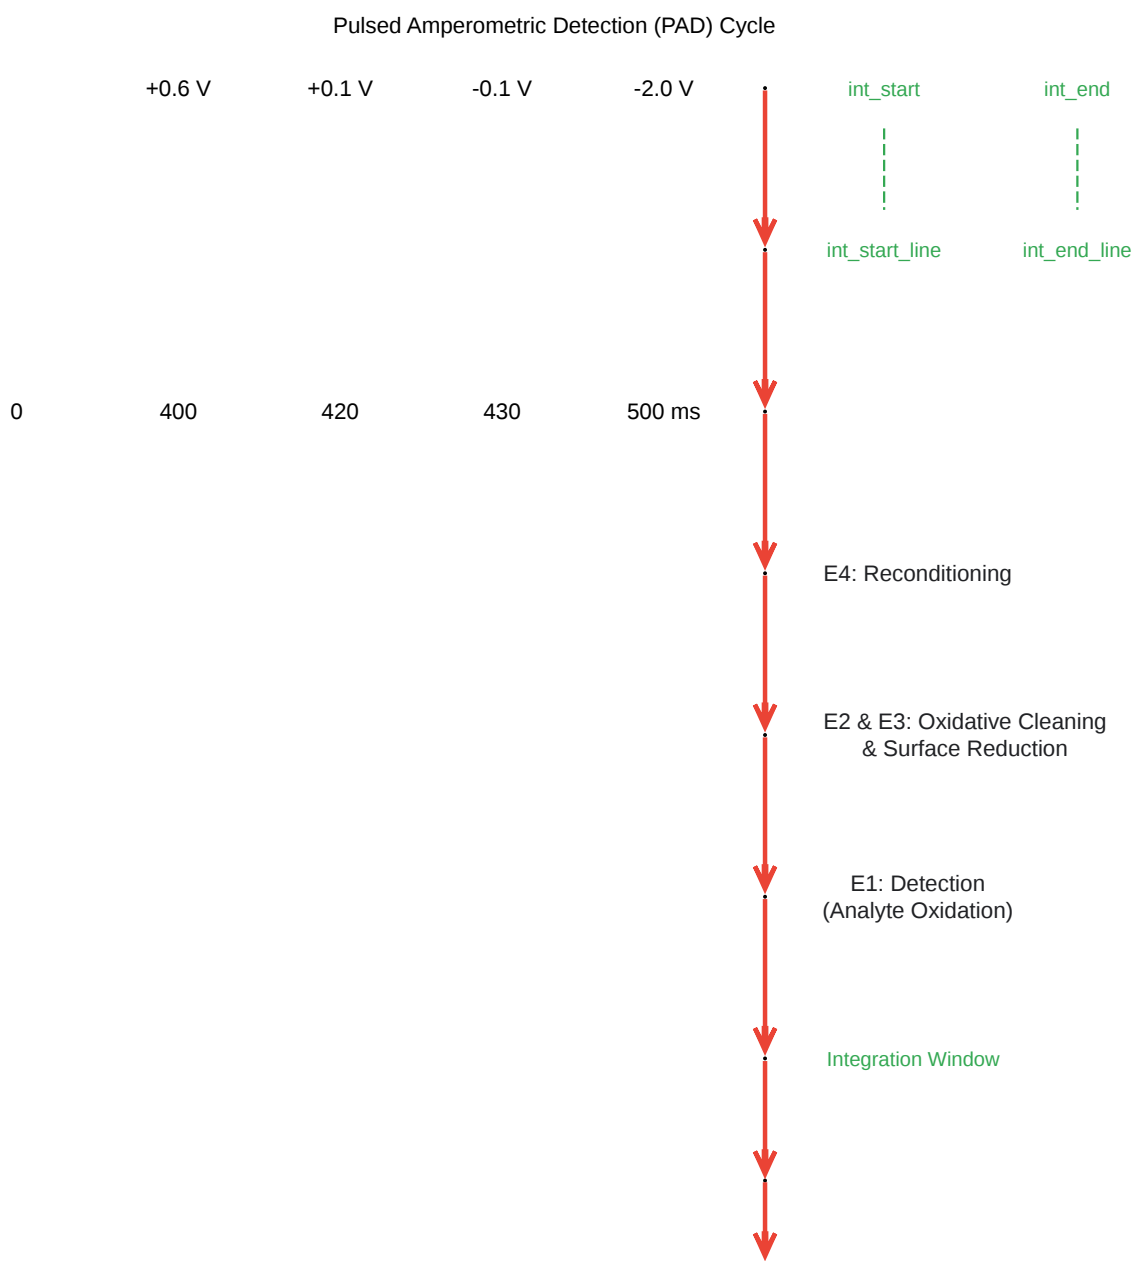 Pulsed Amperometric Detection (PAD) Cycle
+0.6 V
+0.1 V
-0.1 V
-2.0 V
int_start
int_end
int_start_line
int_end_line
0
400
420
430
500 ms
E4: Reconditioning
E2 & E3: Oxidative Cleaning
& Surface Reduction
E1: Detection
(Analyte Oxidation)
Integration Window